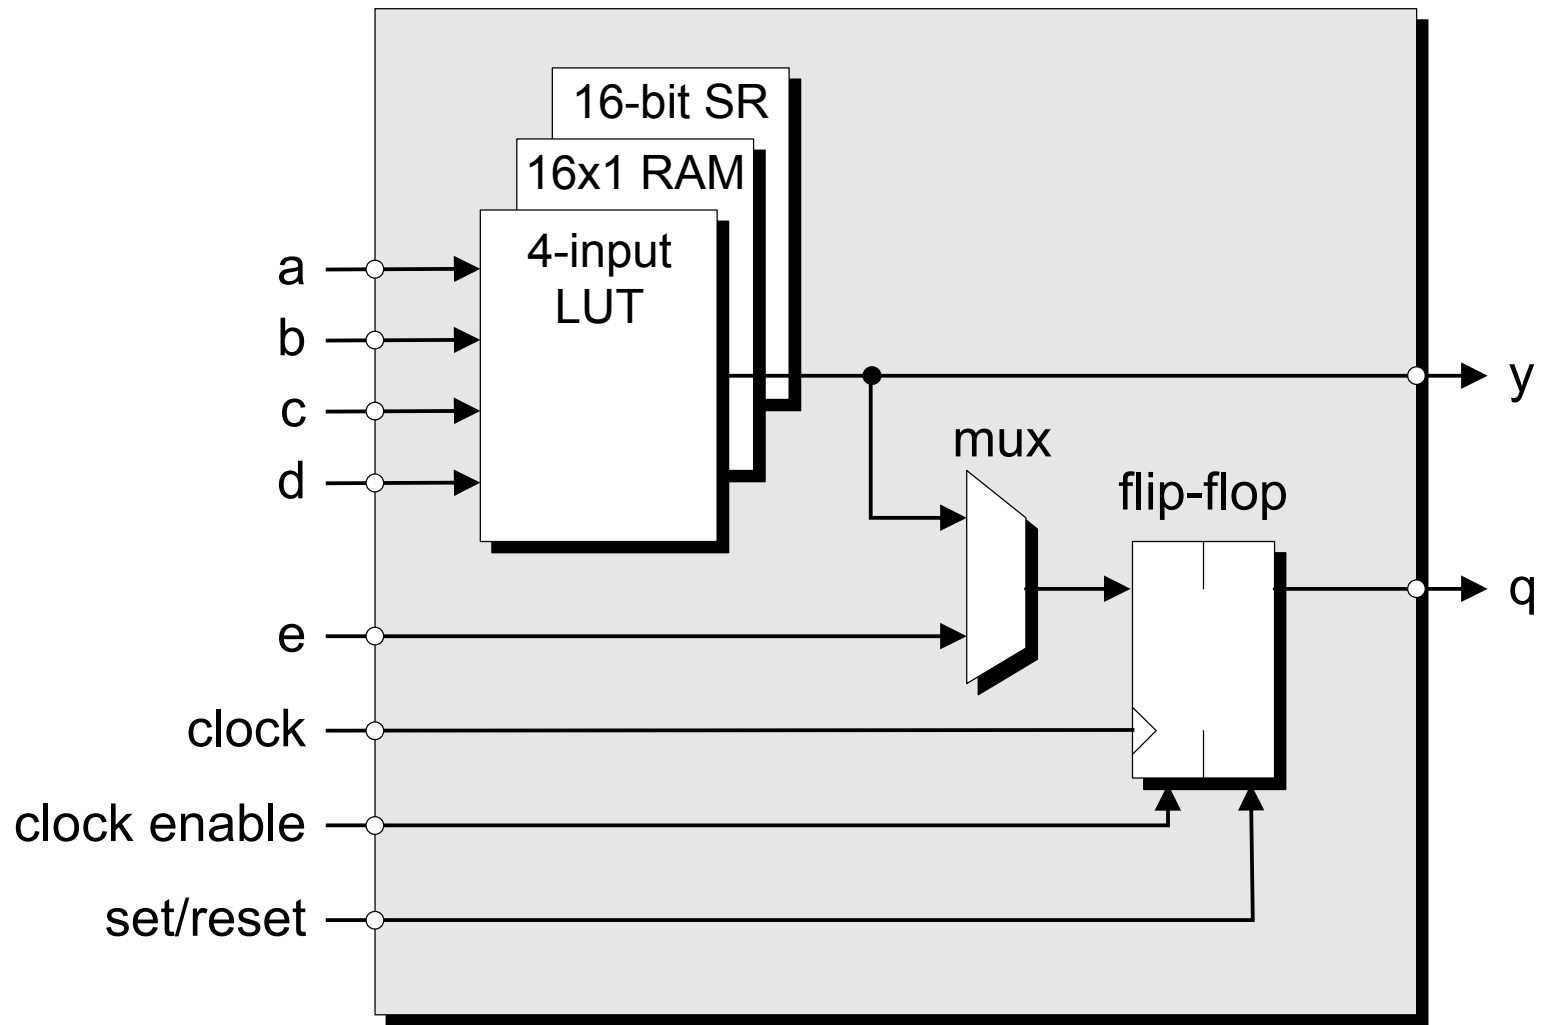 16-bit SR
16x1 RAM
4-input
LUT
a
b
c
d
y
mux
flip-flop
q
e
clock
clock enable
set/reset